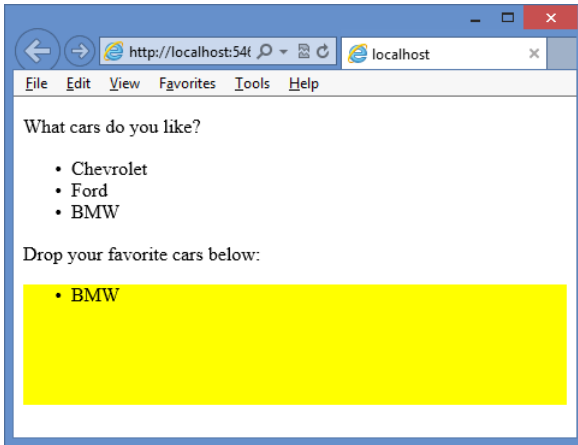 http://localhost:546
localhost
File Edit View Favorites Tools Help
What cars do you like?
• Chevrolet
• Ford
• BMW
Drop your favorite cars below:
• BMW